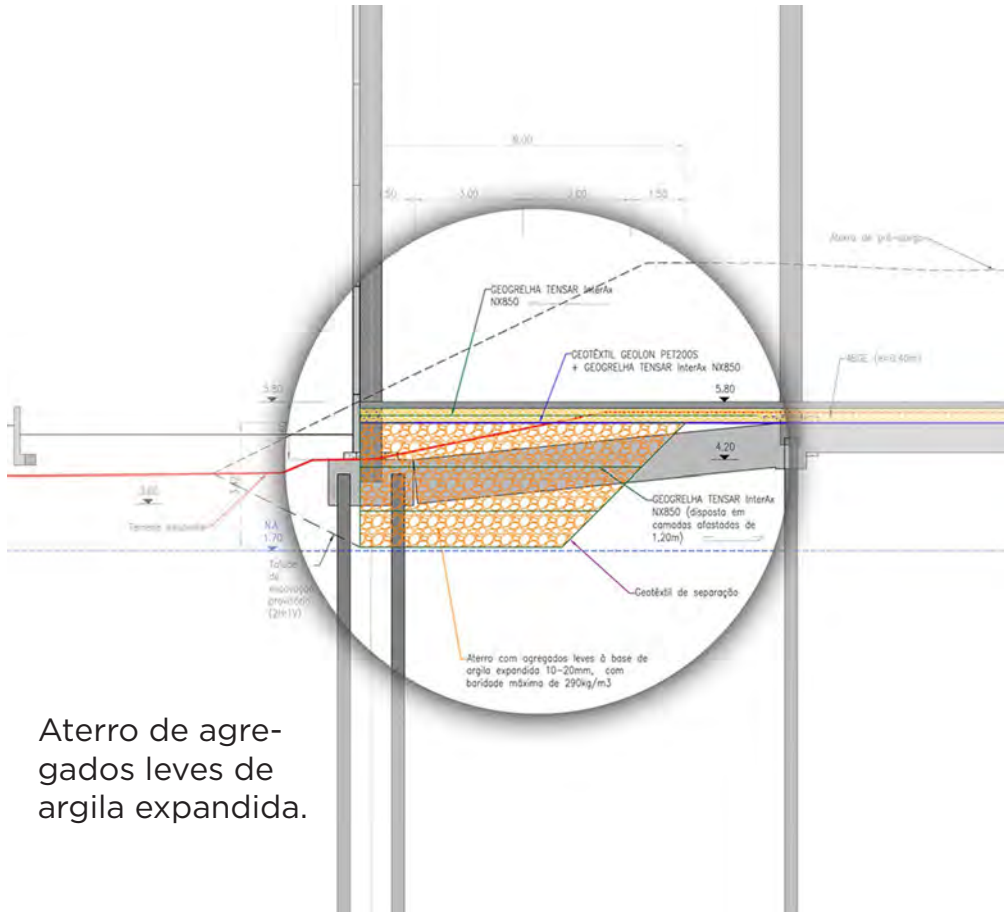 8.00
.50
3.00
3.00
1.50
Aterro de pré-carga
GEOGRELHA TENSAR InterAx
NX850
GEOTÊXTIL GEOLON PET200S
+ GEOGRELHA TENSAR InterAx NX850
ABGE (e=0.40m)
5.80
5.80
4.20
GEOGRELHA TENSAR InterAx
NX850 (disposta em
camadas afastadas de
1,20m)
3.60
Terreno existente
N.A
1.70
Talude
de
escavação
provisório
(2H:1V)
Geotêxtil de separação
Aterro com agregados leves à base de
argila expandida 10-20mm, com
baridade máxima de 290kg/m3
Aterro de agre-
gados leves de
argila expandida.